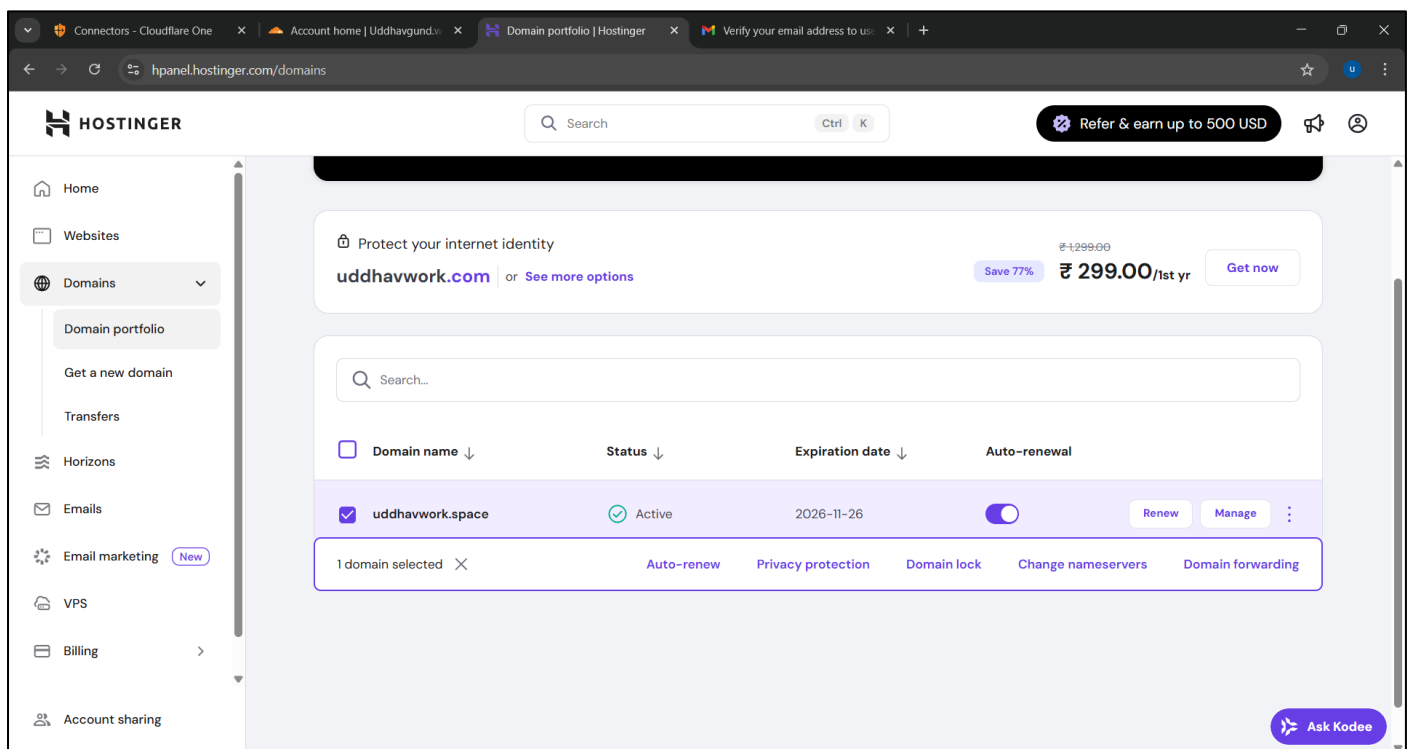 Connectors - Cloudflare One
Account home | Uddhavgund.w
Domain portfolio | Hostinger
Verify your email address to use
hpanel.hostinger.com/domains
u
HOSTINGER
Search
Ctrl K
Refer & earn up to 500 USD
Home
Websites
Domains
Domain portfolio
Get a new domain
Transfers
Horizons
Emails
Email marketing New
VPS
Billing
Account sharing
Protect your internet identity
uddhavwork.com or See more options
₹ 1,299.00
Save 77% ₹ 299.00/1st yr Get now
Search...
Domain name Status Expiration date Auto-renewal
uddhavwork.space Active 2026-11-26 Renew Manage
1 domain selected Auto-renew Privacy protection Domain lock Change nameservers Domain forwarding
Ask Kodee